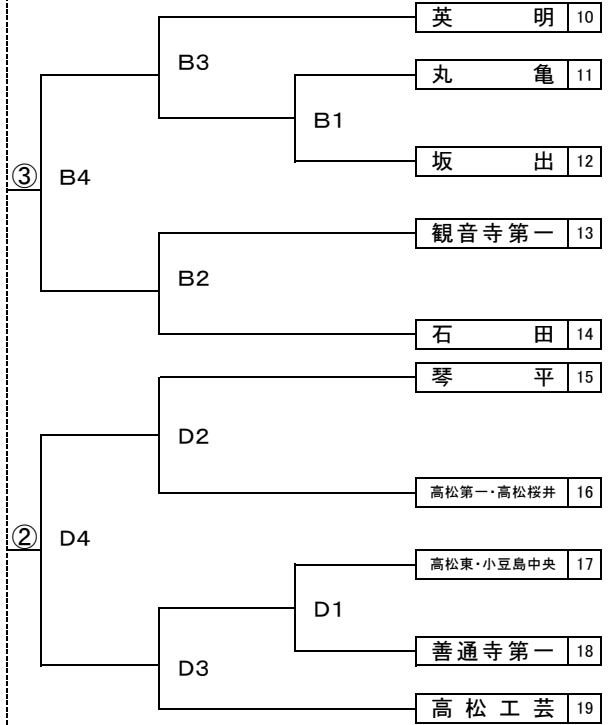 英明 10
B3
丸亀 11
B1
坂出 12
③ B4
観音寺第一 13
B2
石田 14
琴平 15
D2
高松第一・高松桜井 16
② D4
高松東・小豆島中央 17
D1
善通寺第一 18
D3
高松工芸 19